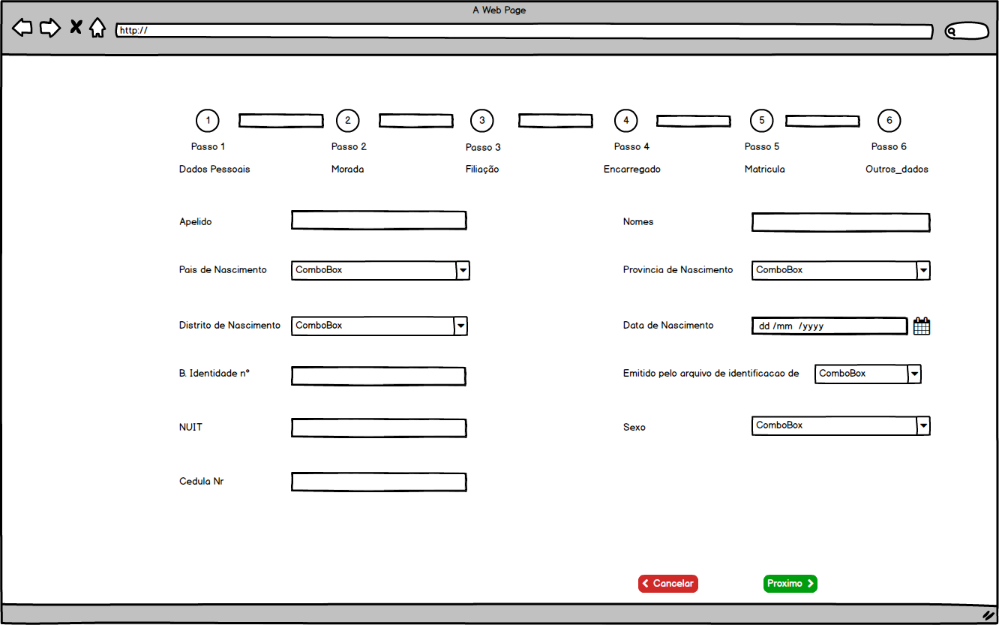 A Web Page
http://
1 2 3 4 5 6
Passo 1 Passo 2 Passo 3 Passo 4 Passo 5 Passo 6
Dados Pessoais Morada Filiação Encarregado Matricula Outros_dados
Apelido Nomes
Pais de Nascimento ComboBox Provincia de Nascimento ComboBox
Distrito de Nascimento ComboBox Data de Nascimento dd /mm /yyyy
B. Identidade nº Emitido pelo arquivo de identificacao de ComboBox
NUIT Sexo ComboBox
Cedula Nr
Cancelar Proximo